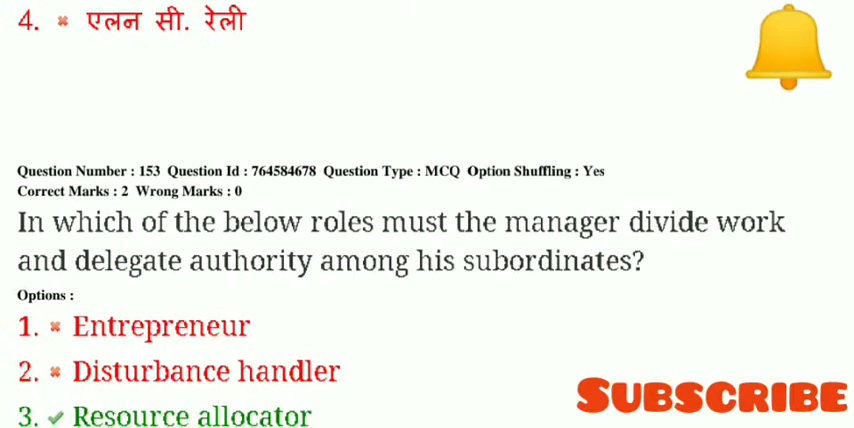 4. एलन सी. रेली
Question Number : 153 Question Id : 764584678 Question Type : MCQ Option Shuffling : Yes
Correct Marks : 2 Wrong Marks : 0
In which of the below roles must the manager divide work
and delegate authority among his subordinates?
Options :
1. Entrepreneur
2. Disturbance handler
3. Resource allocator
SUBSCRIBE